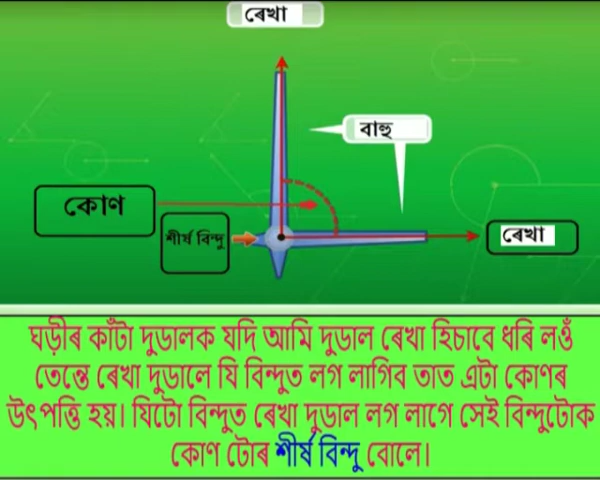 ৰেখা
বাহু
কোণ
শীৰ্ষ বিন্দু
ৰেখা
ঘড়ীৰ কাঁটা দুডালক যদি আমি দুডাল ৰেখা হিচাবে ধৰি লওঁ
তেন্তে ৰেখা দুডালে যি বিন্দুত লগ লাগিব তাত এটা কোণৰ
উৎপত্তি হয়। যিটো বিন্দুত ৰেখা দুডাল লগ লাগে সেই বিন্দুটোক
কোণ টোৰ শীৰ্ষ বিন্দু বোলে।